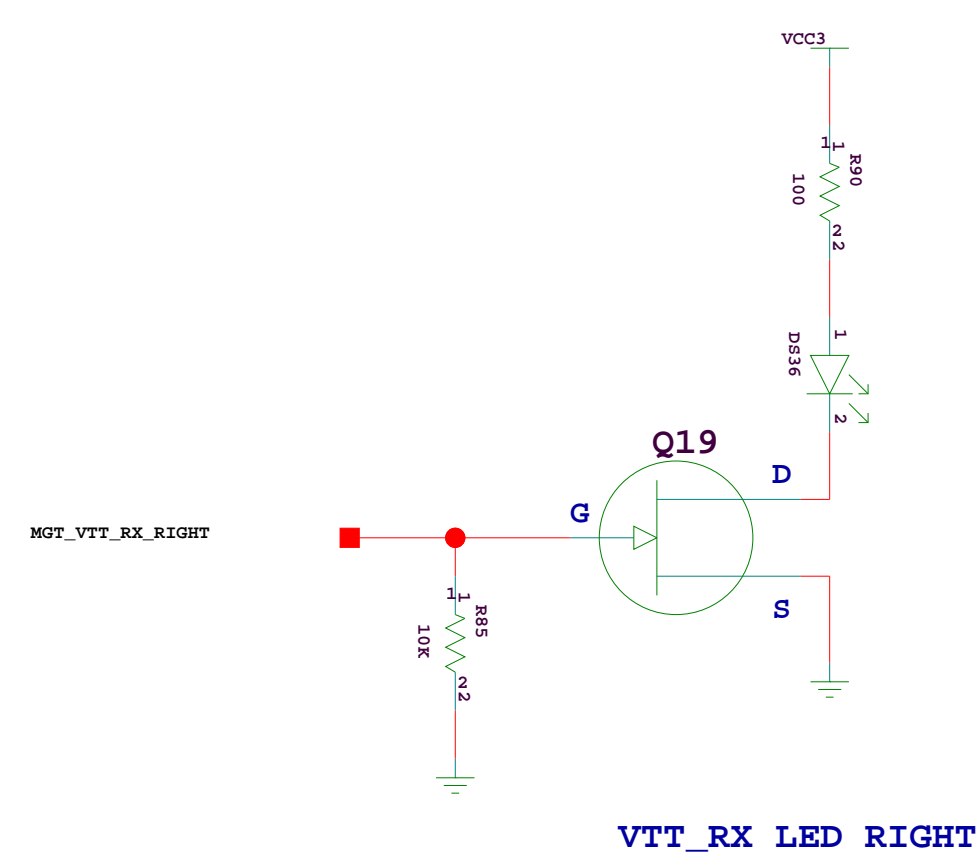 VCC3
1
1
R90
100
2
2
1
DS36
2
Q19
D
G
MGT_VTT_RX_RIGHT
S
1
1
R85
10K
2
2
VTT_RX LED RIGHT